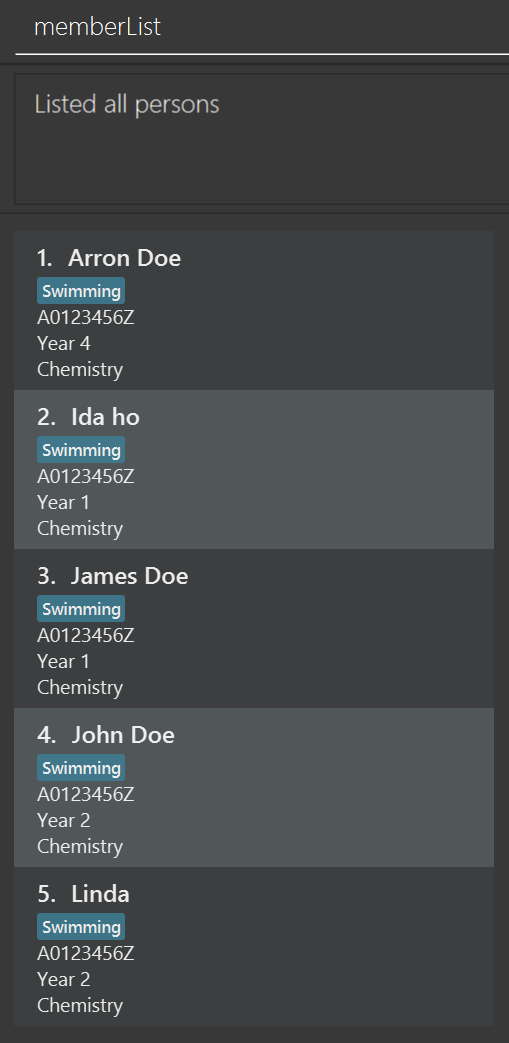 memberList
Listed all persons
1. Arron Doe
Swimming
A0123456Z
Year 4
Chemistry
2. Ida ho
Swimming
A0123456Z
Year 1
Chemistry
3. James Doe
Swimming
A0123456Z
Year 1
Chemistry
4. John Doe
Swimming
A0123456Z
Year 2
Chemistry
5. Linda
Swimming
A0123456Z
Year 2
Chemistry